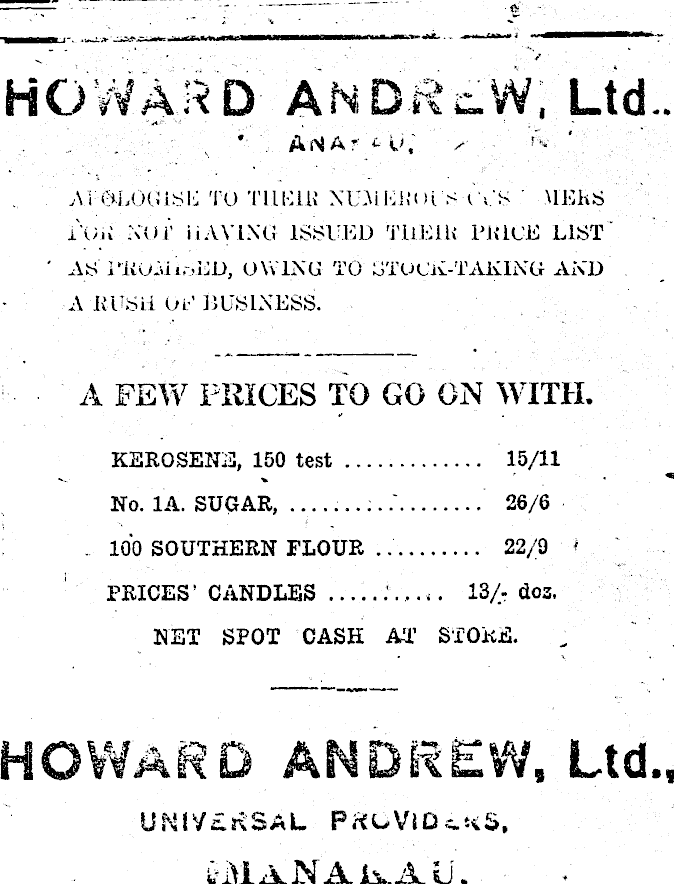 HOWARD ANDREW, Ltd.,
APOLOGISE TO THEIR NUMEROUS CUSTOMERS
FOR NOT HAVING ISSUED THEIR PRICE LIST
AS PROMISED, OWING TO STOCK-TAKING AND
A RUSH OF BUSINESS.
A FEW PRICES TO GO ON WITH.
KEROSENE, 150 test ............. 15/11
No. 1A. SUGAR, .................. 26/6
100 SOUTHERN FLOUR .......... 22/9
PRICES' CANDLES ........... 13/- doz.
NET SPOT CASH AT STORE.
HOWARD ANDREW, Ltd.,
UNIVERSAL PROVIDERS,
MANAKAU.